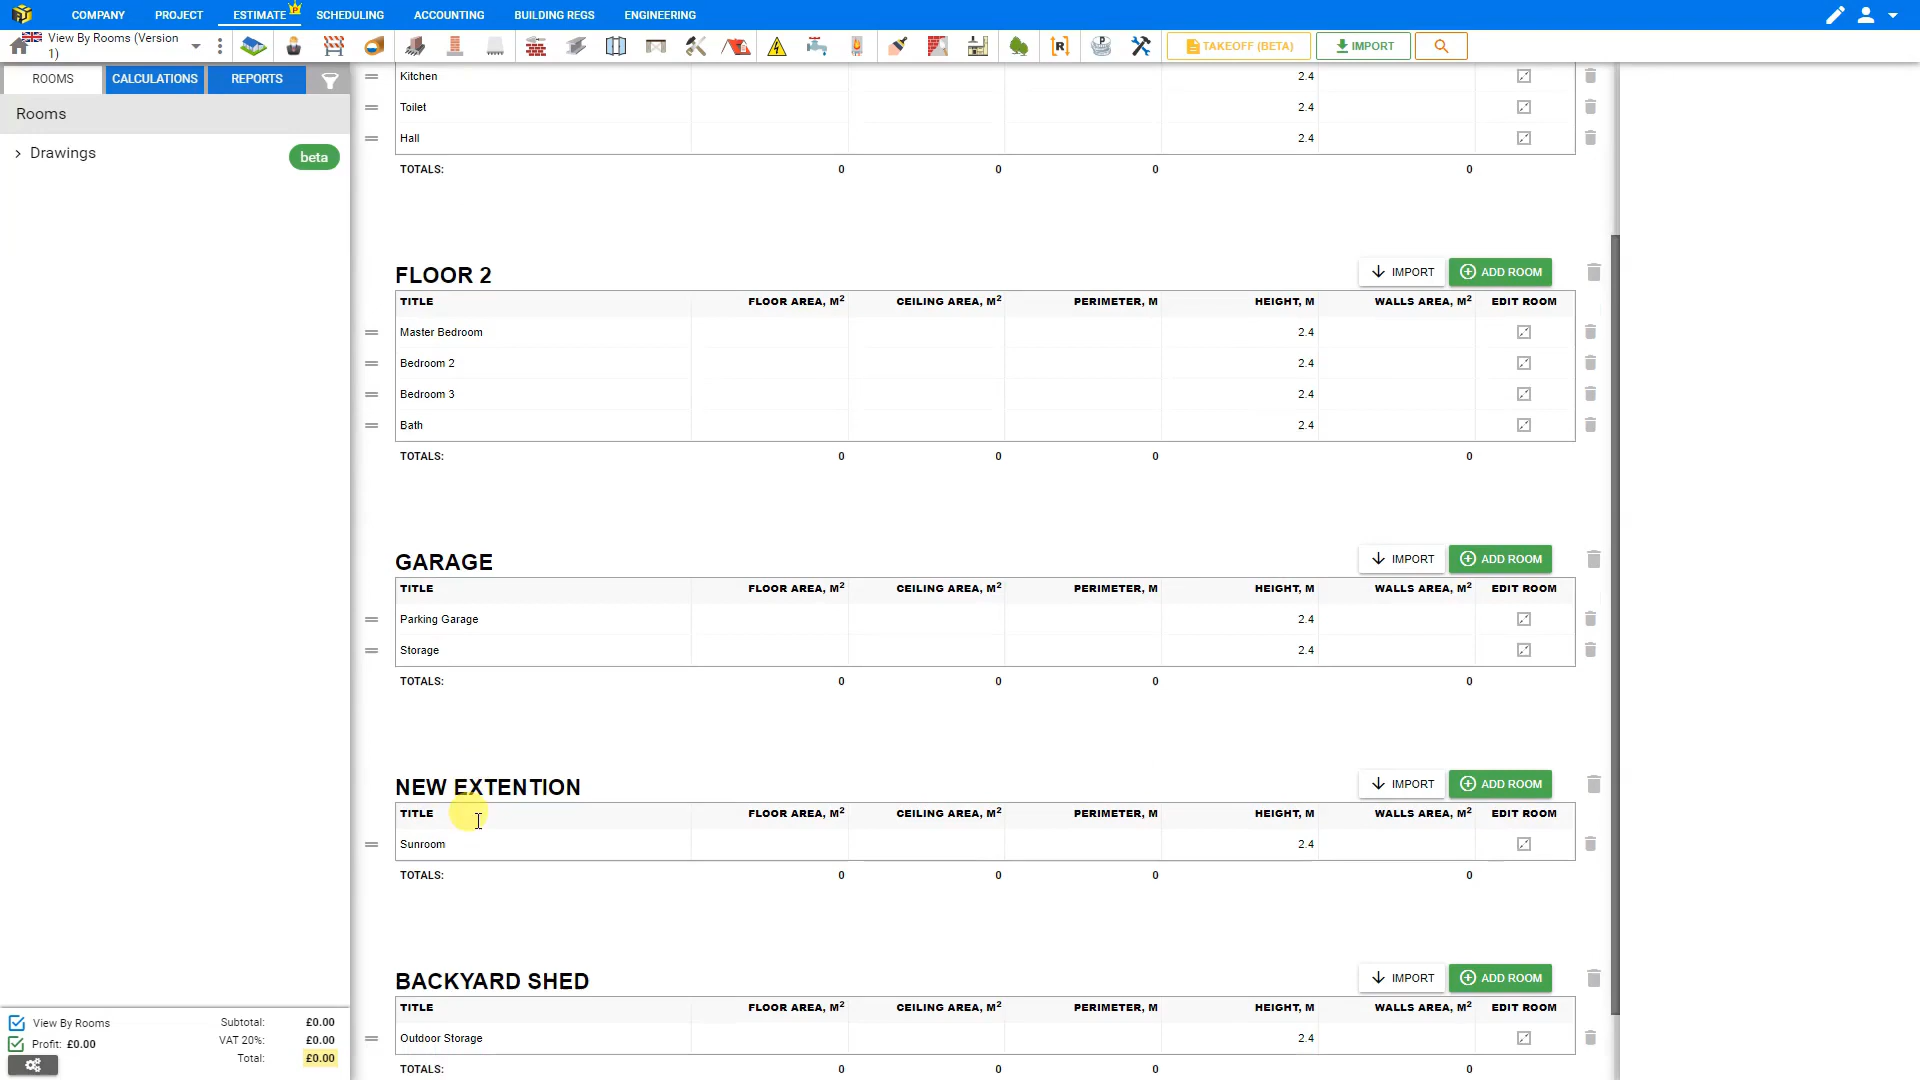 COMPANY PROJECT ESTIMATE SCHEDULING ACCOUNTING BUILDING REGS ENGINEERING
View By Rooms (Version 1)
TAKEOFF (BETA) IMPORT
ROOMS CALCULATIONS REPORTS
Rooms
Drawings beta
Kitchen 2.4
Toilet 2.4
Hall 2.4
TOTALS: 0 0 0 0
FLOOR 2 IMPORT ADD ROOM
TITLE FLOOR AREA, M2 CEILING AREA, M2 PERIMETER, M HEIGHT, M WALLS AREA, M2 EDIT ROOM
Master Bedroom 2.4
Bedroom 2 2.4
Bedroom 3 2.4
Bath 2.4
TOTALS: 0 0 0 0
GARAGE IMPORT ADD ROOM
TITLE FLOOR AREA, M2 CEILING AREA, M2 PERIMETER, M HEIGHT, M WALLS AREA, M2 EDIT ROOM
Parking Garage 2.4
Storage 2.4
TOTALS: 0 0 0 0
NEW EXTENTION IMPORT ADD ROOM
TITLE FLOOR AREA, M2 CEILING AREA, M2 PERIMETER, M HEIGHT, M WALLS AREA, M2 EDIT ROOM
Sunroom 2.4
TOTALS: 0 0 0 0
BACKYARD SHED IMPORT ADD ROOM
TITLE FLOOR AREA, M2 CEILING AREA, M2 PERIMETER, M HEIGHT, M WALLS AREA, M2 EDIT ROOM
Outdoor Storage 2.4
TOTALS: 0 0 0 0
View By Rooms Subtotal: £0.00
Profit: £0.00 VAT 20%: £0.00
Total: £0.00